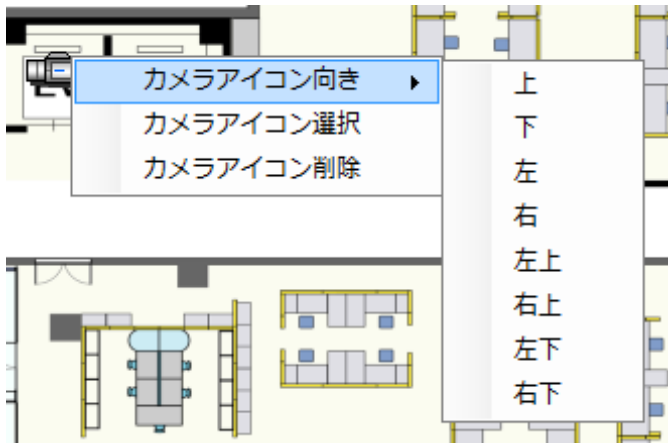 カメラアイコン向き
カメラアイコン選択
カメラアイコン削除
上
下
左
右
左上
右上
左下
右下